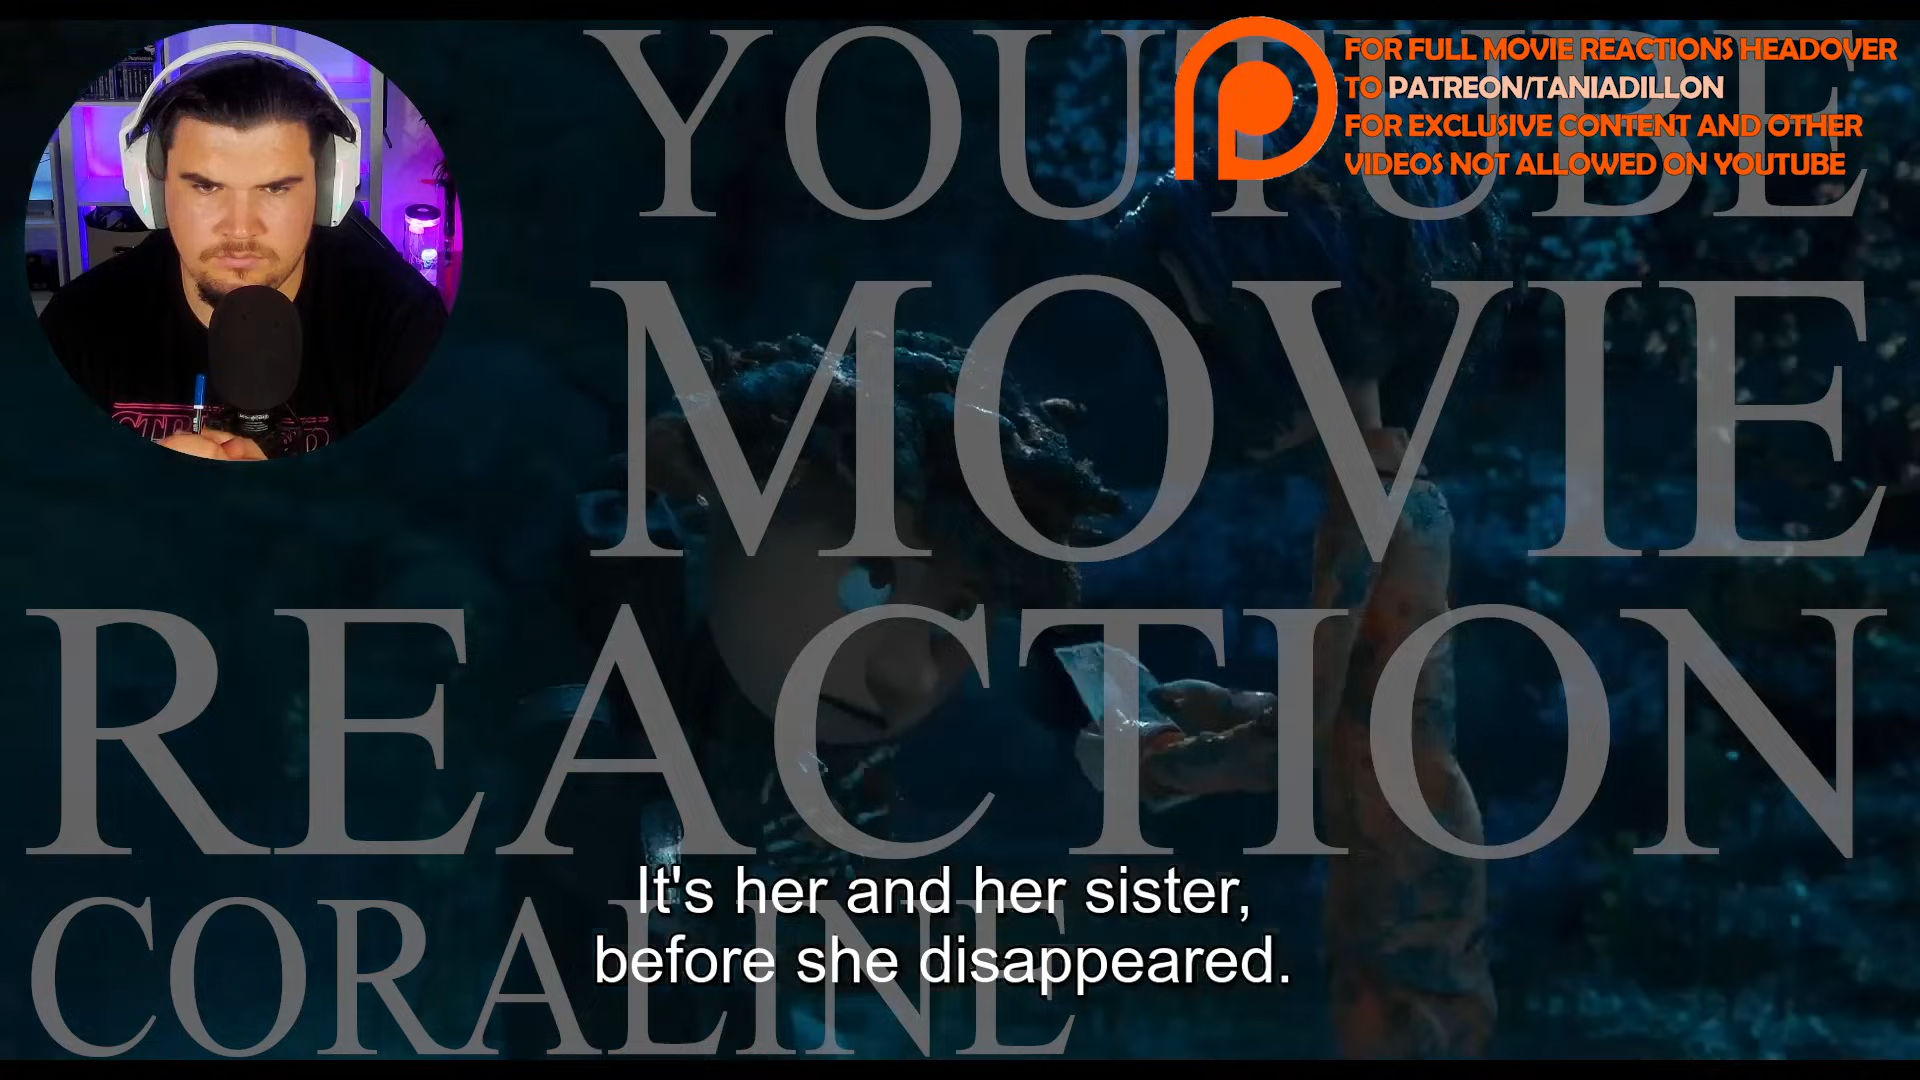 YOUTUBE
FOR FULL MOVIE REACTIONS HEADOVER
TO PATREON/TANIADILLON
FOR EXCLUSIVE CONTENT AND OTHER
VIDEOS NOT ALLOWED ON YOUTUBE
MOVIE
REACTION
It's her and her sister,
before she disappeared.
CORALINE